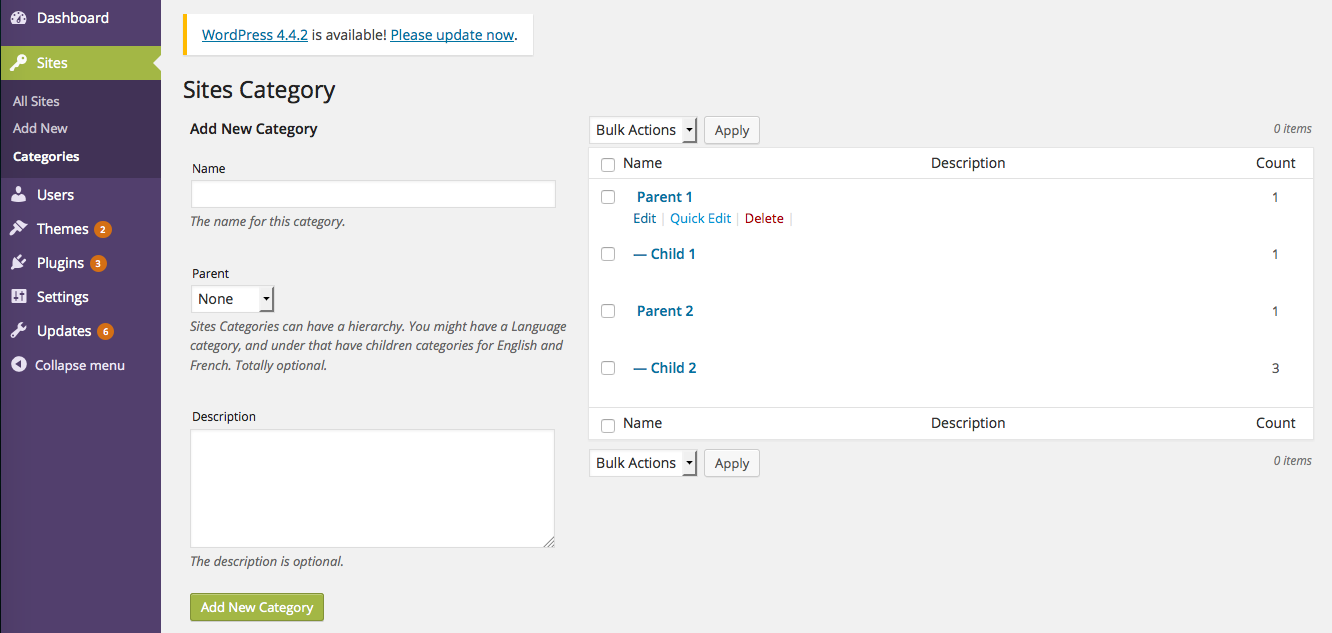 Dashboard
Sites
All Sites
Add New
Categories
Users
Themes 2
Plugins 3
Settings
Updates 6
Collapse menu
WordPress 4.4.2 is available! Please update now.
Sites Category
Add New Category
Name
The name for this category.
Parent
None
Sites Categories can have a hierarchy. You might have a Language
category, and under that have children categories for English and
French. Totally optional.
Description
The description is optional.
Add New Category
Bulk Actions Apply 0 items
Name Description Count
Parent 1 1
Edit | Quick Edit | Delete |
— Child 1 1
Parent 2 1
— Child 2 3
Name Description Count
Bulk Actions Apply 0 items